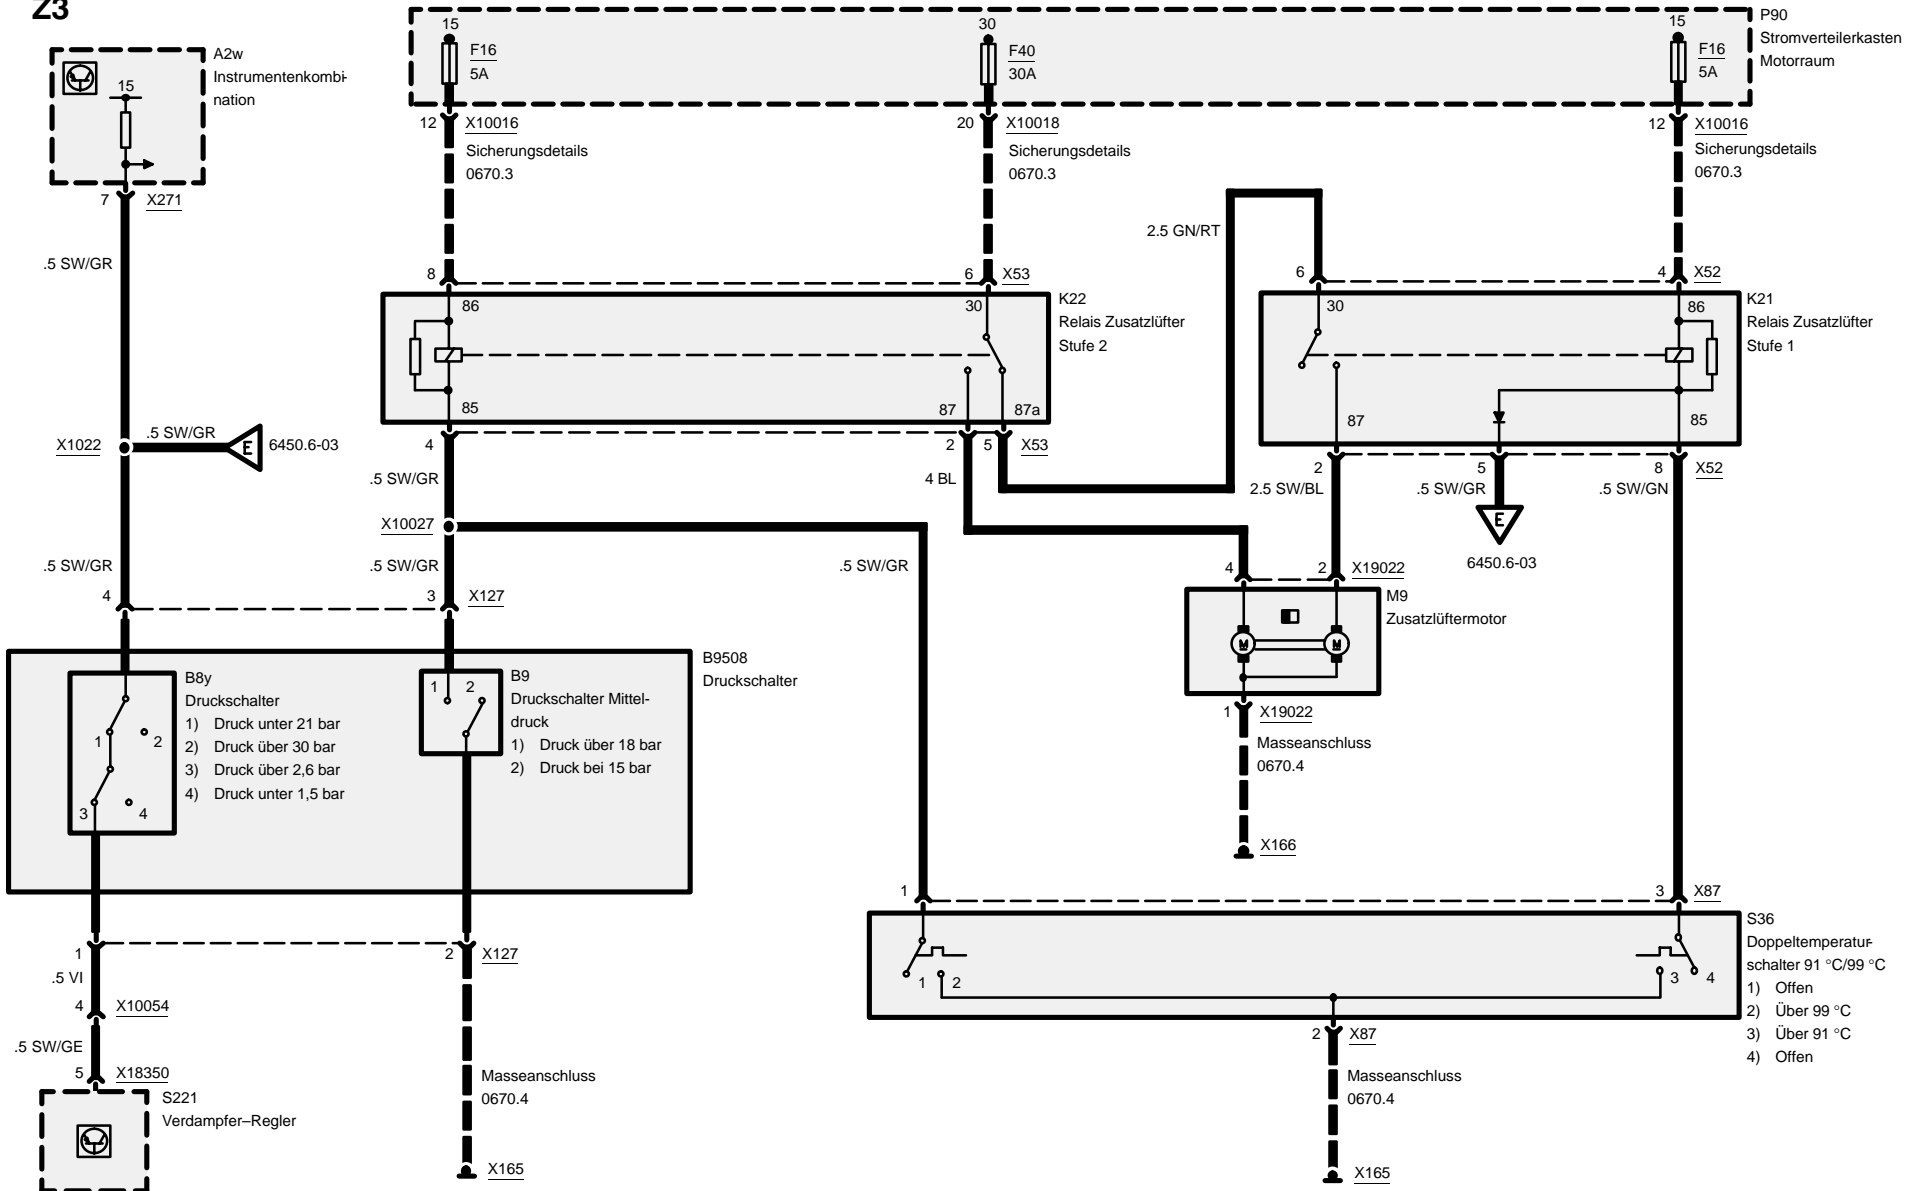 Z3
A2w
Instrumentenkombi-
nation
15
7
X271
.5 SW/GR
X1022
.5 SW/GR
E
6450.6-03
.5 SW/GR
4
15
F16
5A
30
F40
30A
15
F16
5A
P90
Stromverteilerkasten
Motorraum
12
X10016
Sicherungsdetails
0670.3
20
X10018
Sicherungsdetails
0670.3
12
X10016
Sicherungsdetails
0670.3
2.5 GN/RT
8
6
X53
6
4
X52
86
30
K22
Relais Zusatzlüfter
Stufe 2
85
87
87a
30
86
K21
Relais Zusatzlüfter
Stufe 1
87
85
4
2
5
X53
.5 SW/GR
4 BL
2
5
8
X52
2.5 SW/BL
.5 SW/GR
.5 SW/GN
E
6450.6-03
X10027
.5 SW/GR
.5 SW/GR
3
X127
4
2
X19022
M9
Zusatzlüftermotor
M
M
1
X19022
Masseanschluss
0670.4
X166
B9508
Druckschalter
B8y
Druckschalter
1) Druck unter 21 bar
2) Druck über 30 bar
3) Druck über 2,6 bar
4) Druck unter 1,5 bar
1
2
3
4
1
2
B9
Druckschalter Mittel-
druck
1) Druck über 18 bar
2) Druck bei 15 bar
1
3
X87
1
2
3
4
S36
Doppeltemperatur-
schalter 91 °C/99 °C
1) Offen
2) Über 99 °C
3) Über 91 °C
4) Offen
1
2
X127
.5 VI
4
X10054
.5 SW/GE
5
X18350
S221
Verdampfer–Regler
Masseanschluss
0670.4
X165
2
X87
Masseanschluss
0670.4
X165